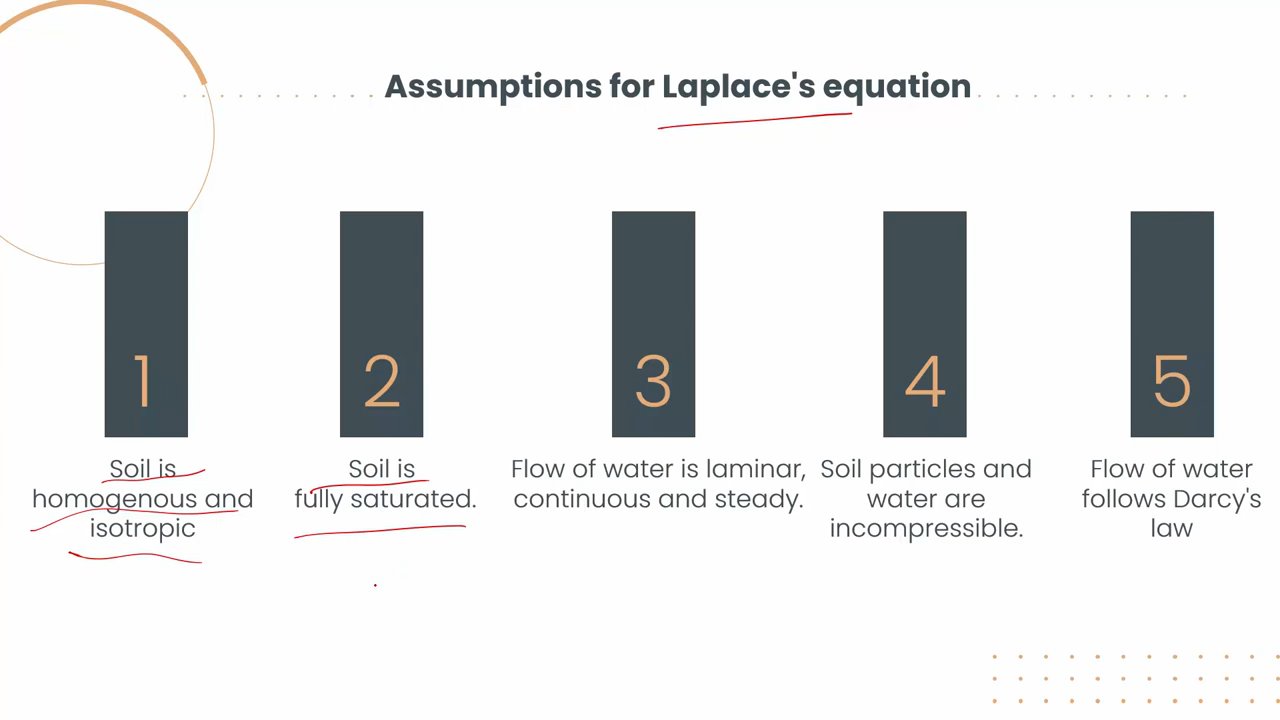 Assumptions for Laplace's equation
1
Soil is
homogenous and
isotropic
2
Soil is
fully saturated.
3
Flow of water is laminar,
continuous and steady.
4
Soil particles and
water are
incompressible.
5
Flow of water
follows Darcy's
law